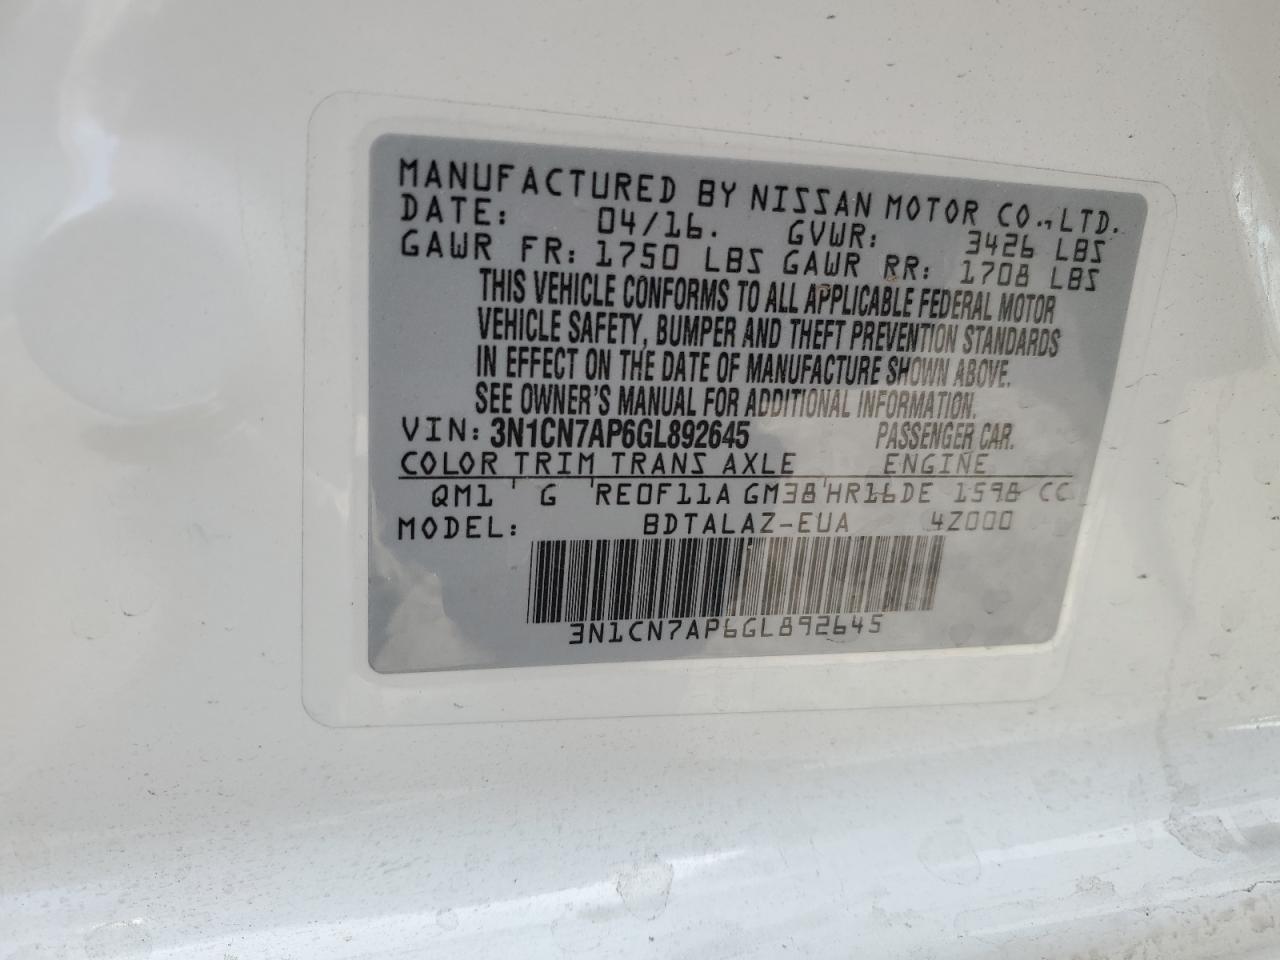 MANUFACTURED BY NISSAN MOTOR CO.,LTD.
DATE: 04/16. GVWR: 3426 LBS
GAWR FR: 1750 LBS GAWR RR: 1708 LBS
THIS VEHICLE CONFORMS TO ALL APPLICABLE FEDERAL MOTOR
VEHICLE SAFETY, BUMPER AND THEFT PREVENTION STANDARDS
IN EFFECT ON THE DATE OF MANUFACTURE SHOWN ABOVE.
SEE OWNER'S MANUAL FOR ADDITIONAL INFORMATION.
VIN: 3N1CN7AP6GL892645 PASSENGER CAR.
COLOR TRIM TRANS AXLE ENGINE
QM1 G RE0F11A GM38 HR16DE 1598 CC
MODEL: BDTALAZ-EUA 4Z000
3N1CN7AP6GL892645